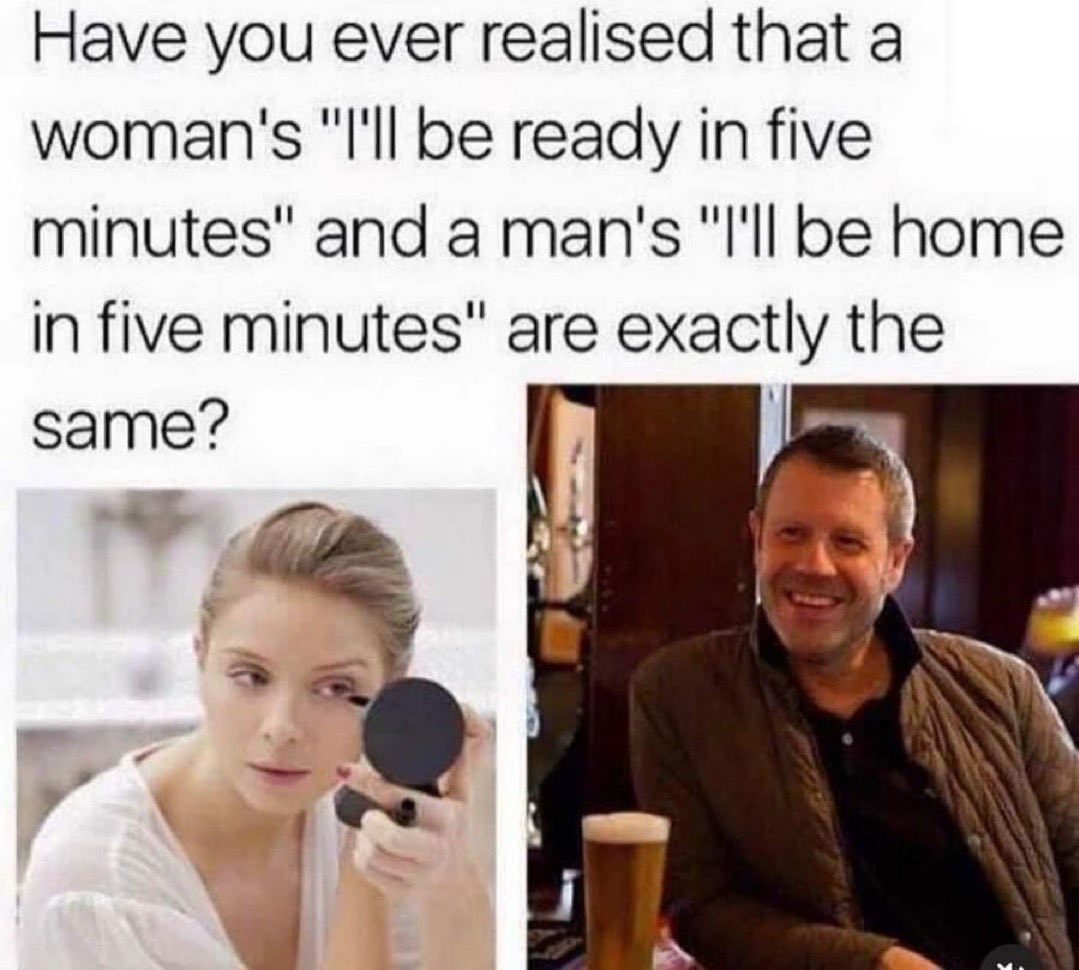 Have you ever realised that a
woman's "I'll be ready in five
minutes" and a man's "I'll be home
in five minutes" are exactly the
same?